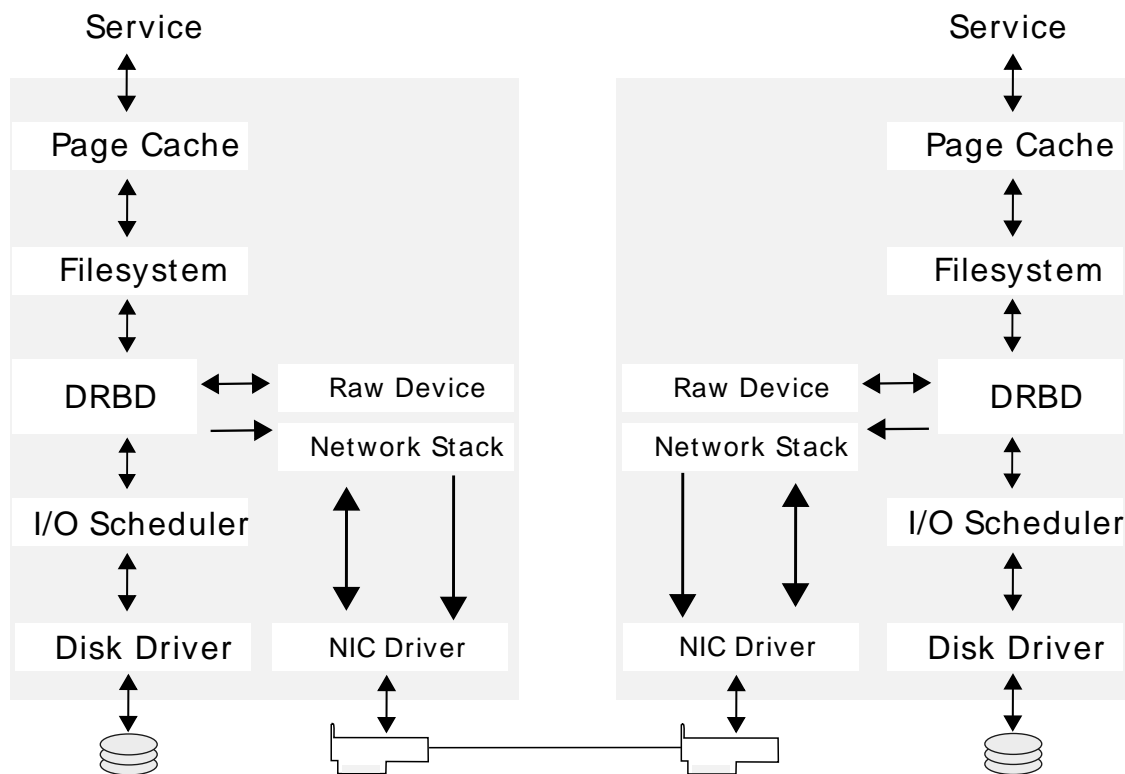 Service
Service
Page Cache
Page Cache
Filesystem
Filesystem
DRBD
Raw Device
Raw Device
DRBD
Network Stack
Network Stack
I/O Scheduler
I/O Scheduler
Disk Driver
NIC Driver
NIC Driver
Disk Driver